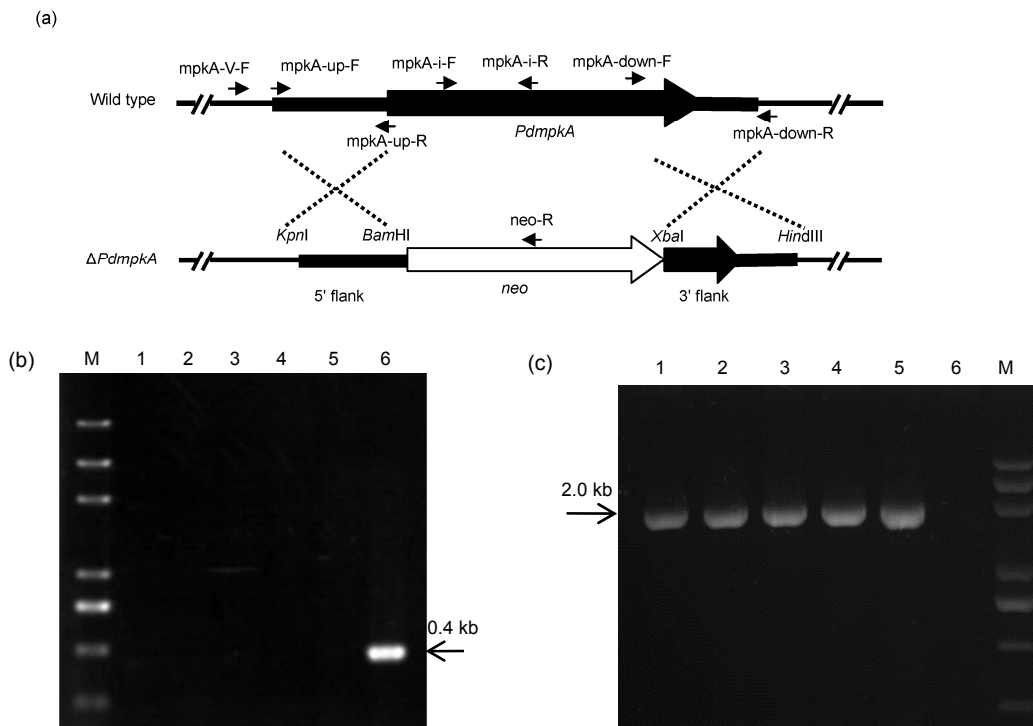 (a)
mpkA-V-F mpkA-up-F mpkA-i-F mpkA-i-R mpkA-down-F
Wild type
mpkA-up-R PdmpkA mpkA-down-R
neo-R
KpnI BamHI XbaI HindIII
ΔPdmpkA
5' flank neo 3' flank
(b) M 1 2 3 4 5 6
0.4 kb
(c) 1 2 3 4 5 6 M
2.0 kb